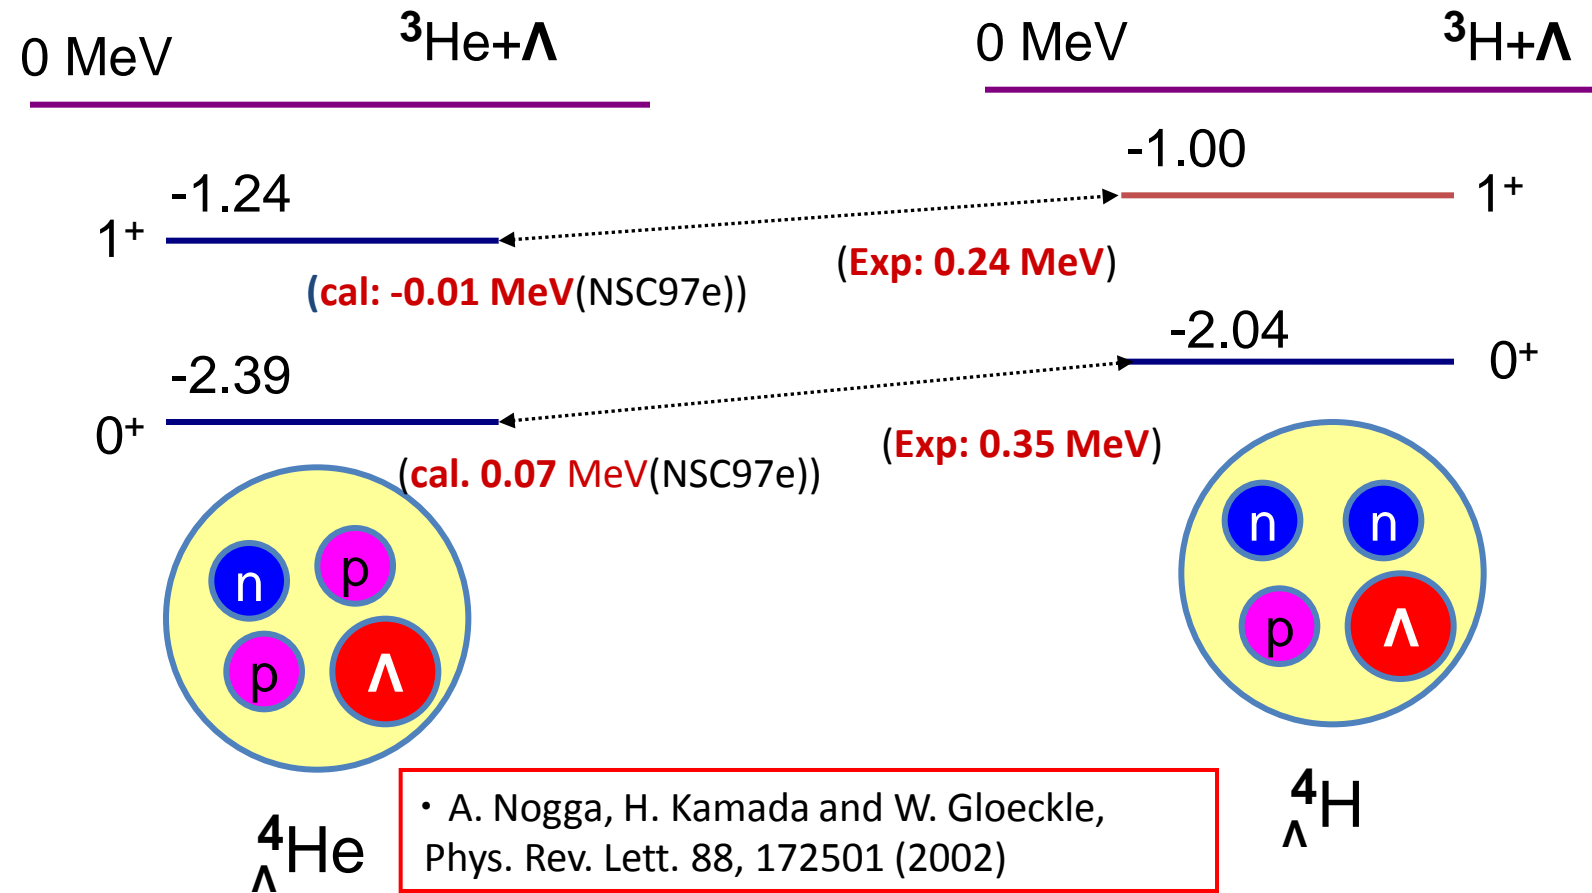 0 MeV
³He+Λ
0 MeV
³H+Λ
-1.24
1⁺
-1.00
1⁺
(cal: -0.01 MeV(NSC97e))
(Exp: 0.24 MeV)
-2.39
0⁺
-2.04
0⁺
(cal. 0.07 MeV(NSC97e))
(Exp: 0.35 MeV)
n
p
p
Λ
n
n
p
Λ
⁴ΛHe
・A. Nogga, H. Kamada and W. Gloeckle,
Phys. Rev. Lett. 88, 172501 (2002)
⁴ΛH